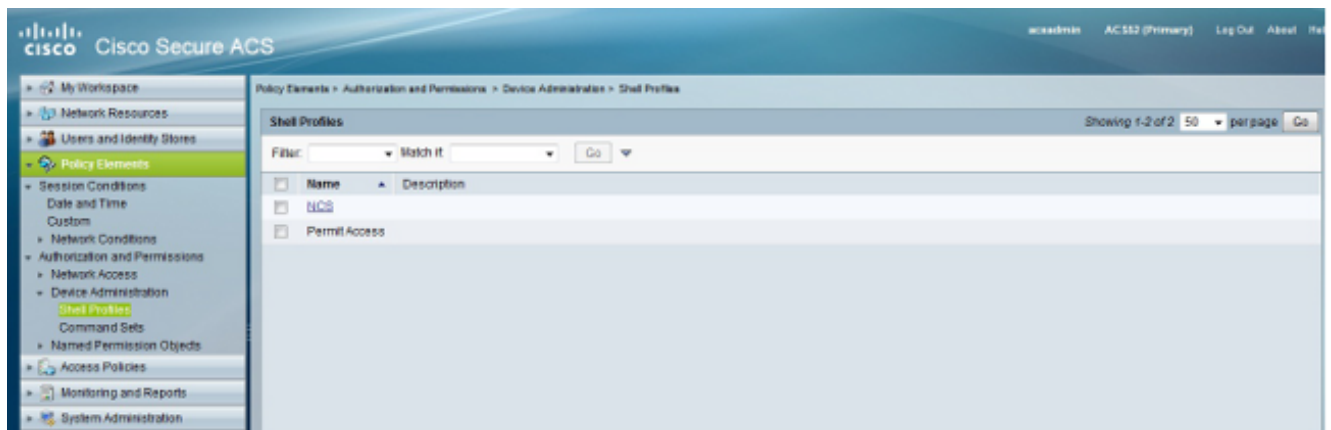 cisco Cisco Secure ACS
acsadmin ACS52 (Primary) Log Out About Hel
My Workspace
Network Resources
Users and Identity Stores
Policy Elements
Session Conditions
Date and Time
Custom
Network Conditions
Authorization and Permissions
Network Access
Device Administration
Shell Profiles
Command Sets
Named Permission Objects
Access Policies
Monitoring and Reports
System Administration
Policy Elements > Authorization and Permissions > Device Administration > Shell Profiles
Shell Profiles
Showing 1-2 of 2 50 per page Go
Filter: Match if: Go
Name Description
NCS
Permit Access